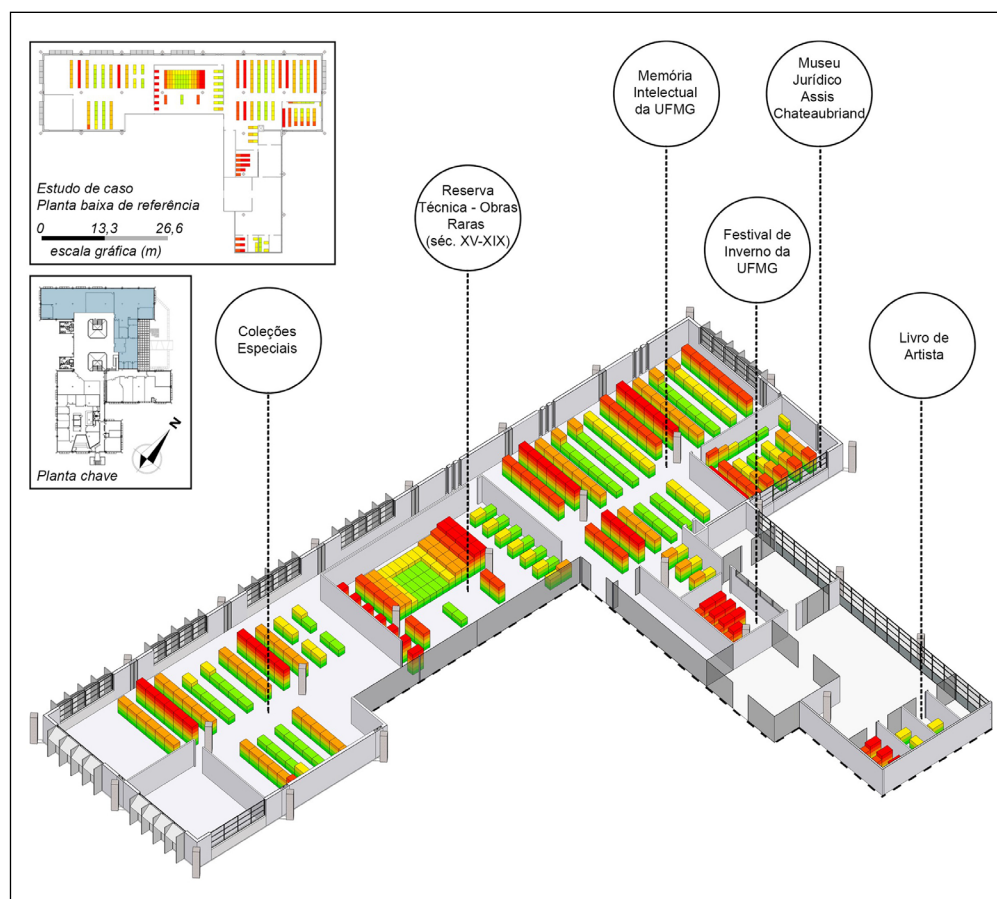 Estudo de caso
Planta baixa de referência
0 13,3 26,6
escala gráfica (m)
N
Planta chave
Coleções
Especiais
Reserva
Técnica - Obras
Raras
(séc. XV-XIX)
Memória
Intelectual
da UFMG
Museu
Jurídico
Assis
Chateaubriand
Festival de
Inverno da
UFMG
Livro de
Artista